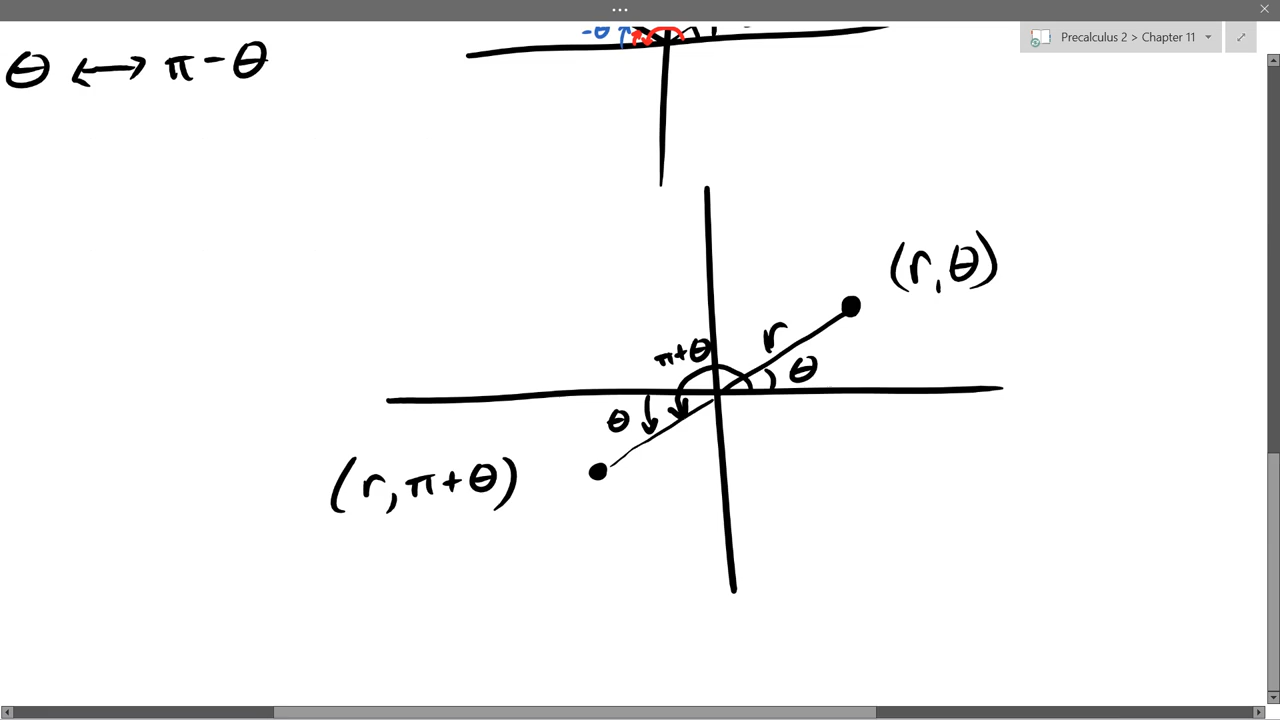 -θ
Precalculus 2 > Chapter 11
θ ↔ π - θ
(r, θ)
r
π+θ
θ
θ
(r, π+θ)